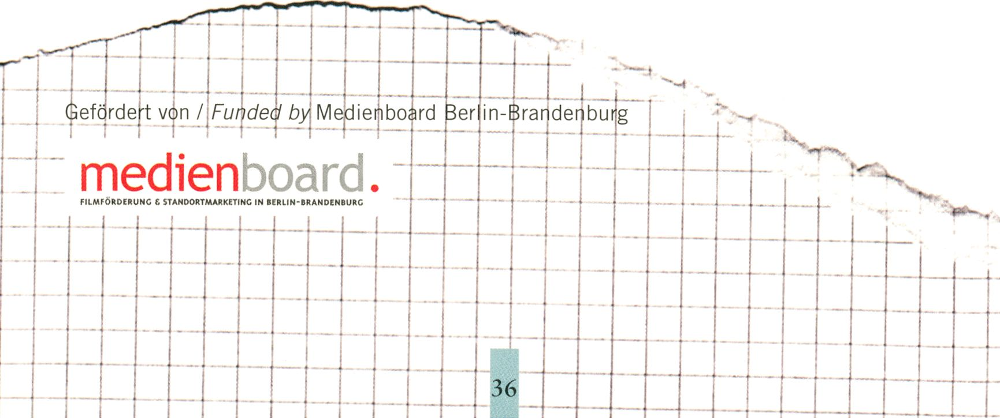 Gefördert von / Funded by Medienboard Berlin-Brandenburg
medienboard.
FILMFÖRDERUNG & STANDORTMARKETING IN BERLIN-BRANDENBURG
36